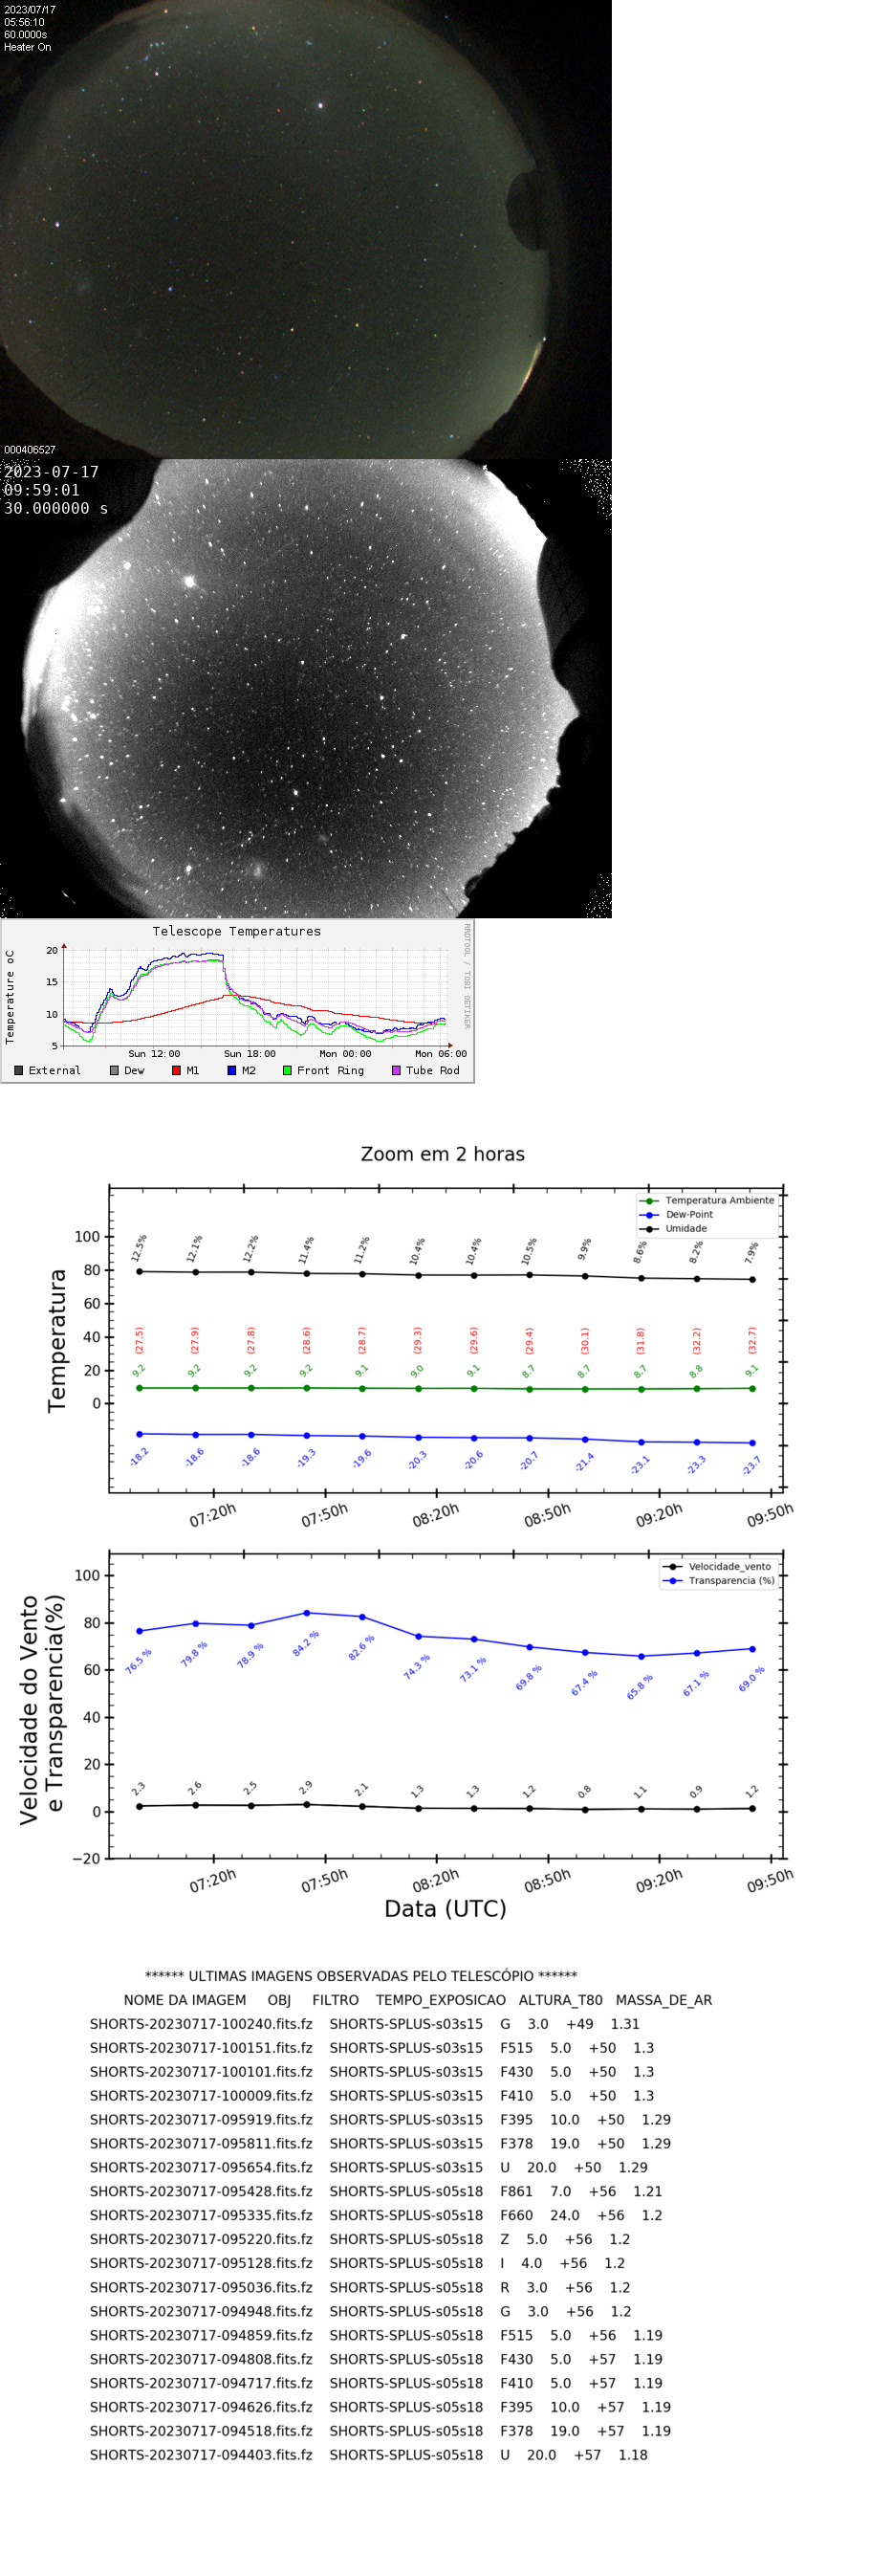 2023/07/17
05:56:10
60.0000s
Heater On
000406527
2023-07-17
09:59:01
30.000000 s
Telescope Temperatures
Temperature oC
20
15
10
5
Sun 12:00 Sun 18:00 Mon 00:00 Mon 06:00
External Dew M1 M2 Front Ring Tube Rod
RRDTOOL / TOBI OETIKER
Zoom em 2 horas
Temperatura
Temperatura Ambiente
Dew-Point
Umidade
100
80
60
40
20
0
12.5% 12.1% 12.2% 11.4% 11.2% 10.4% 10.4% 10.5% 9.9% 8.6% 8.2% 7.9%
(27.5) (27.9) (27.8) (28.6) (28.7) (29.3) (29.6) (29.4) (30.1) (31.8) (32.2) (32.7)
9.2 9.2 9.2 9.2 9.1 9.0 9.1 8.7 8.7 8.7 8.8 9.1
-18.2 -18.6 -18.6 -19.3 -19.6 -20.3 -20.6 -20.7 -21.4 -23.1 -23.3 -23.7
07:20h 07:50h 08:20h 08:50h 09:20h 09:50h
Velocidade do Vento
e Transparencia(%)
Velocidade_vento
Transparencia (%)
100
80
60
40
20
0
−20
76.5 % 79.8 % 78.9 % 84.2 % 82.6 % 74.3 % 73.1 % 69.8 % 67.4 % 65.8 % 67.1 % 69.0 %
2.3 2.6 2.5 2.9 2.1 1.3 1.3 1.2 0.8 1.1 0.9 1.2
07:20h 07:50h 08:20h 08:50h 09:20h 09:50h
Data (UTC)
****** ULTIMAS IMAGENS OBSERVADAS PELO TELESCÓPIO ******
NOME DA IMAGEM OBJ FILTRO TEMPO_EXPOSICAO ALTURA_T80 MASSA_DE_AR
SHORTS-20230717-100240.fits.fz SHORTS-SPLUS-s03s15 G 3.0 +49 1.31
SHORTS-20230717-100151.fits.fz SHORTS-SPLUS-s03s15 F515 5.0 +50 1.3
SHORTS-20230717-100101.fits.fz SHORTS-SPLUS-s03s15 F430 5.0 +50 1.3
SHORTS-20230717-100009.fits.fz SHORTS-SPLUS-s03s15 F410 5.0 +50 1.3
SHORTS-20230717-095919.fits.fz SHORTS-SPLUS-s03s15 F395 10.0 +50 1.29
SHORTS-20230717-095811.fits.fz SHORTS-SPLUS-s03s15 F378 19.0 +50 1.29
SHORTS-20230717-095654.fits.fz SHORTS-SPLUS-s03s15 U 20.0 +50 1.29
SHORTS-20230717-095428.fits.fz SHORTS-SPLUS-s05s18 F861 7.0 +56 1.21
SHORTS-20230717-095335.fits.fz SHORTS-SPLUS-s05s18 F660 24.0 +56 1.2
SHORTS-20230717-095220.fits.fz SHORTS-SPLUS-s05s18 Z 5.0 +56 1.2
SHORTS-20230717-095128.fits.fz SHORTS-SPLUS-s05s18 I 4.0 +56 1.2
SHORTS-20230717-095036.fits.fz SHORTS-SPLUS-s05s18 R 3.0 +56 1.2
SHORTS-20230717-094948.fits.fz SHORTS-SPLUS-s05s18 G 3.0 +56 1.2
SHORTS-20230717-094859.fits.fz SHORTS-SPLUS-s05s18 F515 5.0 +56 1.19
SHORTS-20230717-094808.fits.fz SHORTS-SPLUS-s05s18 F430 5.0 +57 1.19
SHORTS-20230717-094717.fits.fz SHORTS-SPLUS-s05s18 F410 5.0 +57 1.19
SHORTS-20230717-094626.fits.fz SHORTS-SPLUS-s05s18 F395 10.0 +57 1.19
SHORTS-20230717-094518.fits.fz SHORTS-SPLUS-s05s18 F378 19.0 +57 1.19
SHORTS-20230717-094403.fits.fz SHORTS-SPLUS-s05s18 U 20.0 +57 1.18